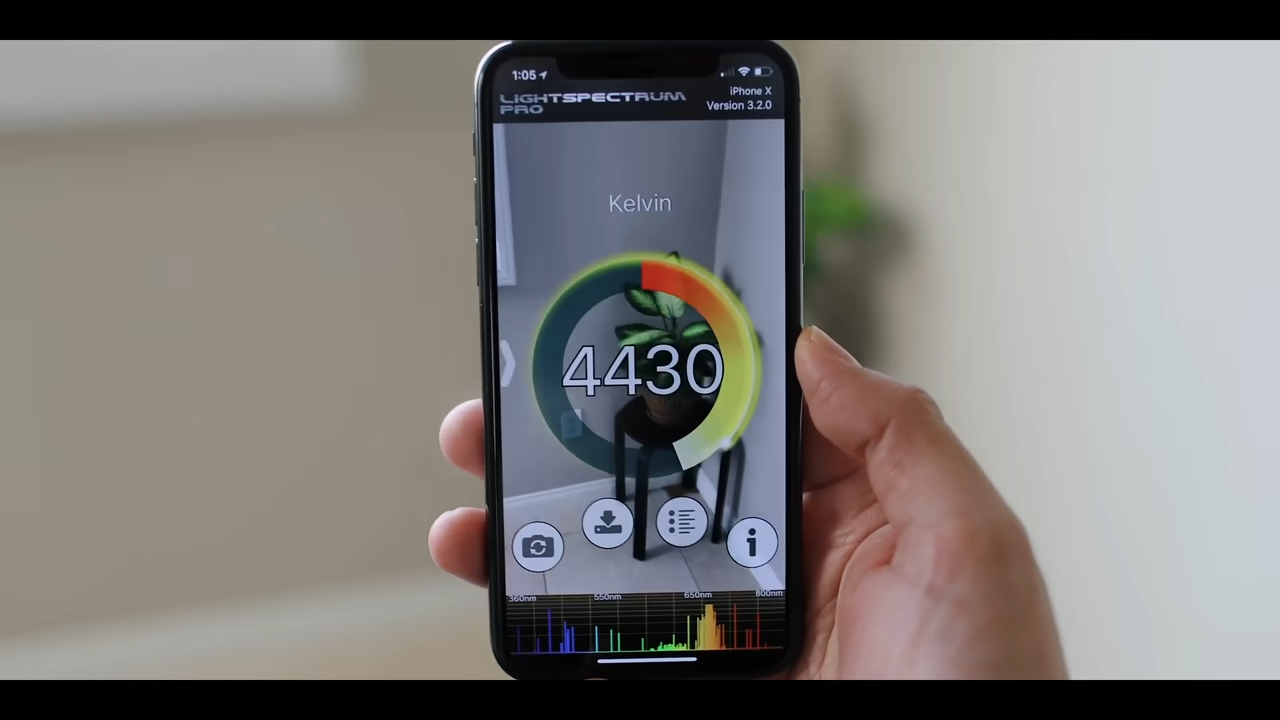 1:05
LIGHTSPECTRUM
PRO
iPhone X
Version 3.2.0
Kelvin
4430
360nm 550nm 650nm 800nm